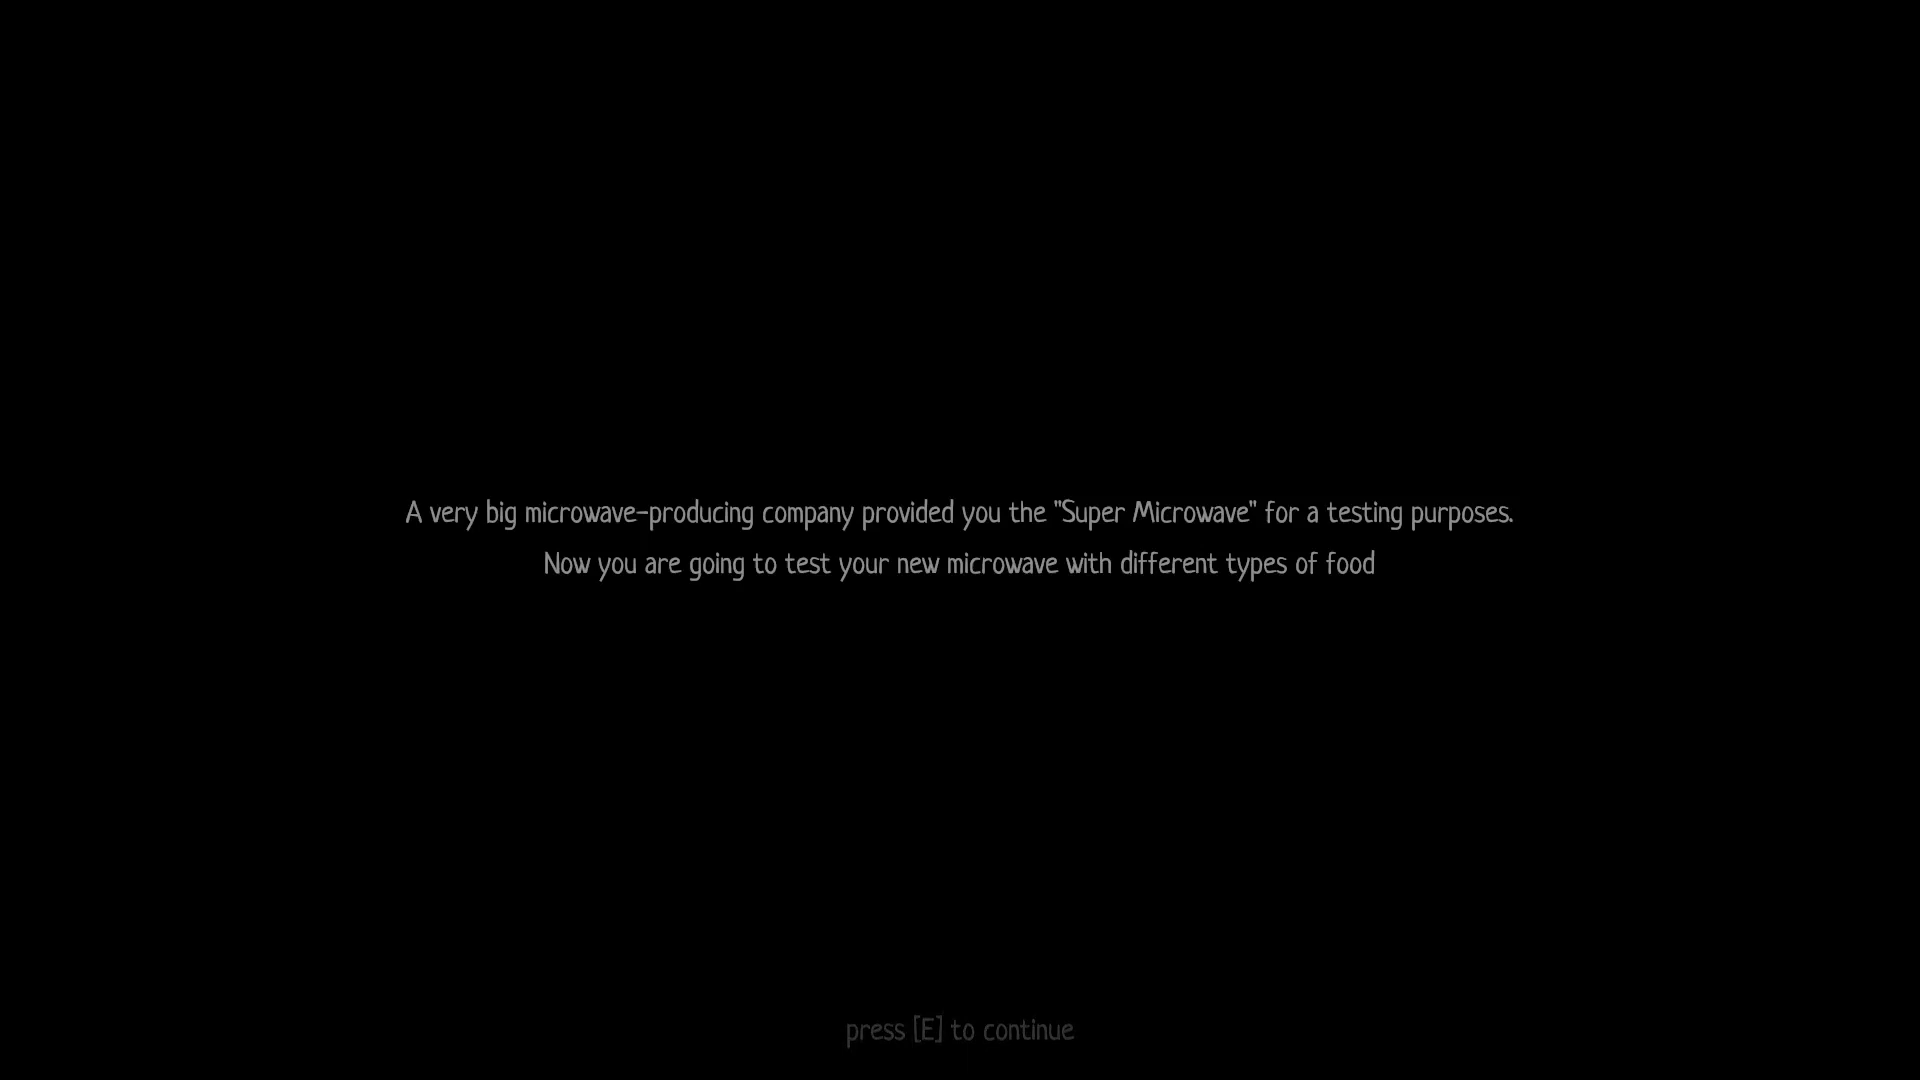 A very big microwave-producing company provided you the "Super Microwave" for a testing purposes.
Now you are going to test your new microwave with different types of food
press [E] to continue